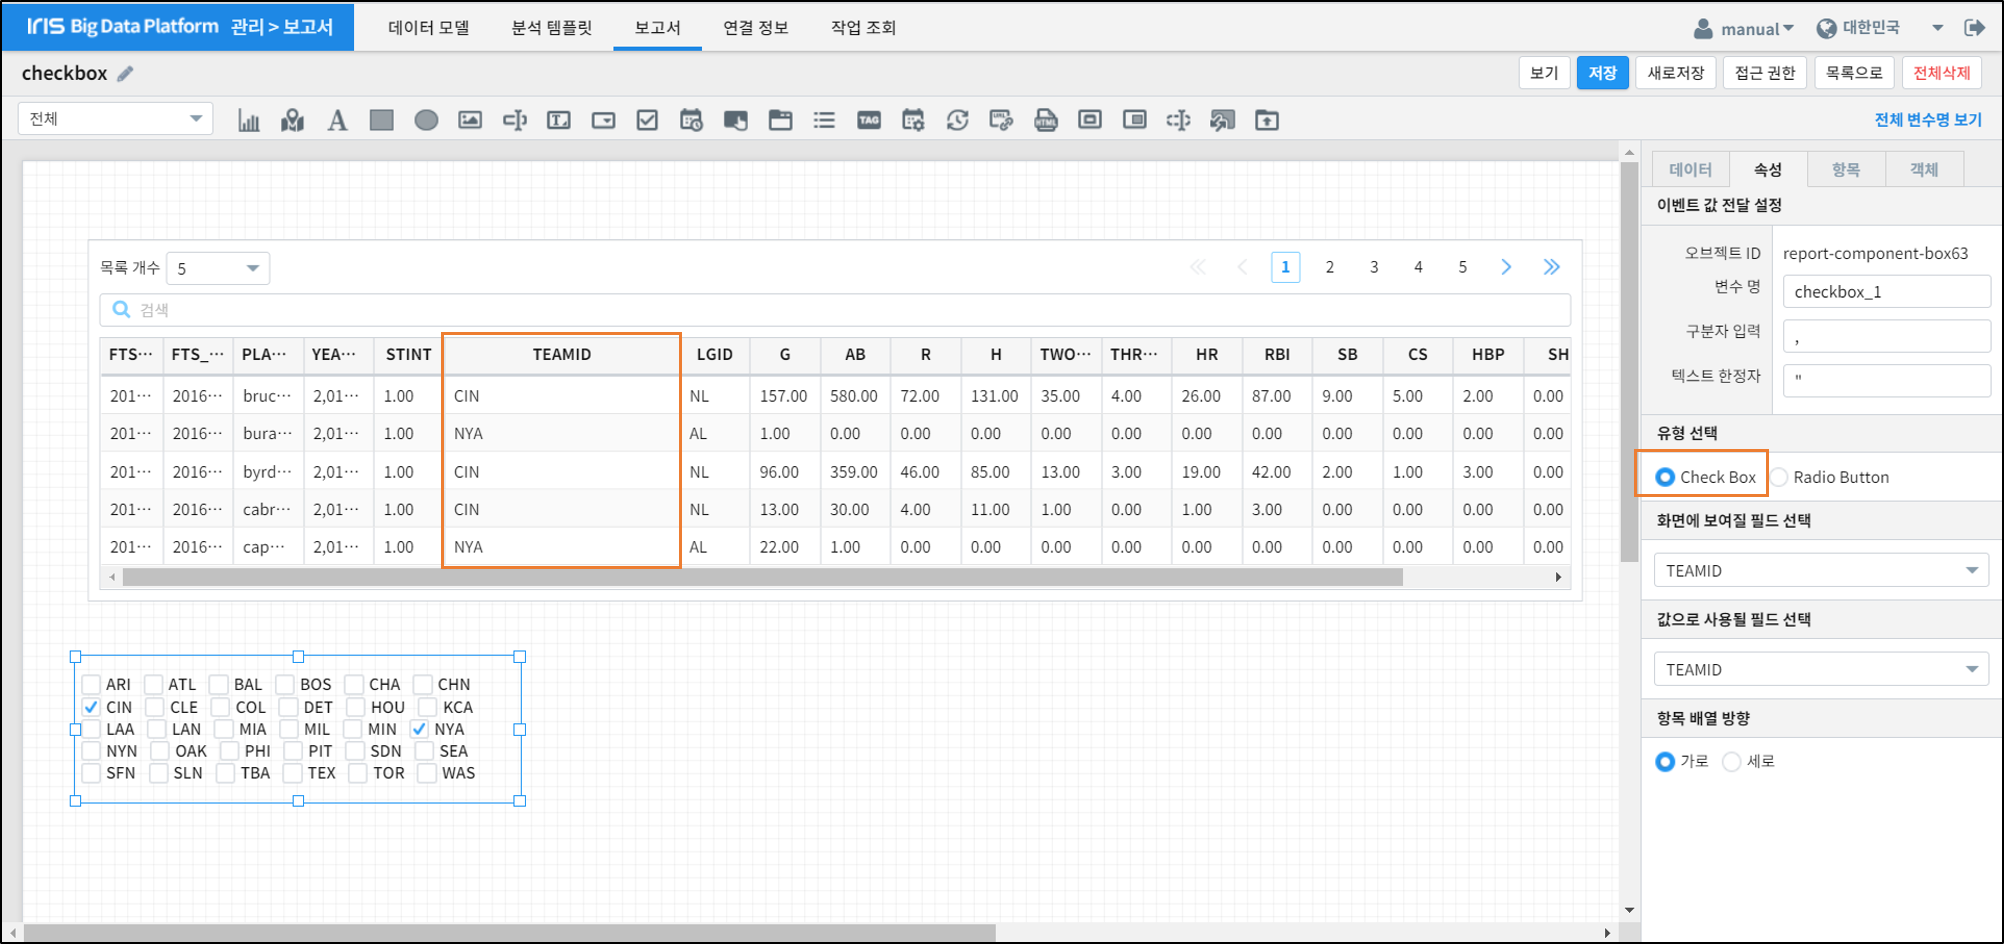 IRIS Big Data Platform 관리 > 보고서 데이터 모델 분석 템플릿 보고서 연결 정보 작업 조회 manual 대한민국
checkbox 보기 저장 새로저장 접근 권한 목록으로 전체삭제
전체 A T TAG HTML 전체 변수명 보기
데이터 속성 항목 객체
이벤트 값 전달 설정
오브젝트 ID report-component-box63
변수 명 checkbox_1
구분자 입력 ,
텍스트 한정자 "
유형 선택
Check Box Radio Button
화면에 보여질 필드 선택
TEAMID
값으로 사용될 필드 선택
TEAMID
항목 배열 방향
가로 세로
목록 개수 5 1 2 3 4 5
검색
FTS··· FTS_··· PLA··· YEA··· STINT TEAMID LGID G AB R H TWO··· THR··· HR RBI SB CS HBP SH
201··· 2016··· bruc··· 2,01··· 1.00 CIN NL 157.00 580.00 72.00 131.00 35.00 4.00 26.00 87.00 9.00 5.00 2.00 0.00
201··· 2016··· bura··· 2,01··· 1.00 NYA AL 1.00 0.00 0.00 0.00 0.00 0.00 0.00 0.00 0.00 0.00 0.00 0.00
201··· 2016··· byrd··· 2,01··· 1.00 CIN NL 96.00 359.00 46.00 85.00 13.00 3.00 19.00 42.00 2.00 1.00 3.00 0.00
201··· 2016··· cabr··· 2,01··· 1.00 CIN NL 13.00 30.00 4.00 11.00 1.00 0.00 1.00 3.00 0.00 0.00 0.00 0.00
201··· 2016··· cap··· 2,01··· 1.00 NYA AL 22.00 1.00 0.00 0.00 0.00 0.00 0.00 0.00 0.00 0.00 0.00 0.00
ARI ATL BAL BOS CHA CHN
CIN CLE COL DET HOU KCA
LAA LAN MIA MIL MIN NYA
NYN OAK PHI PIT SDN SEA
SFN SLN TBA TEX TOR WAS